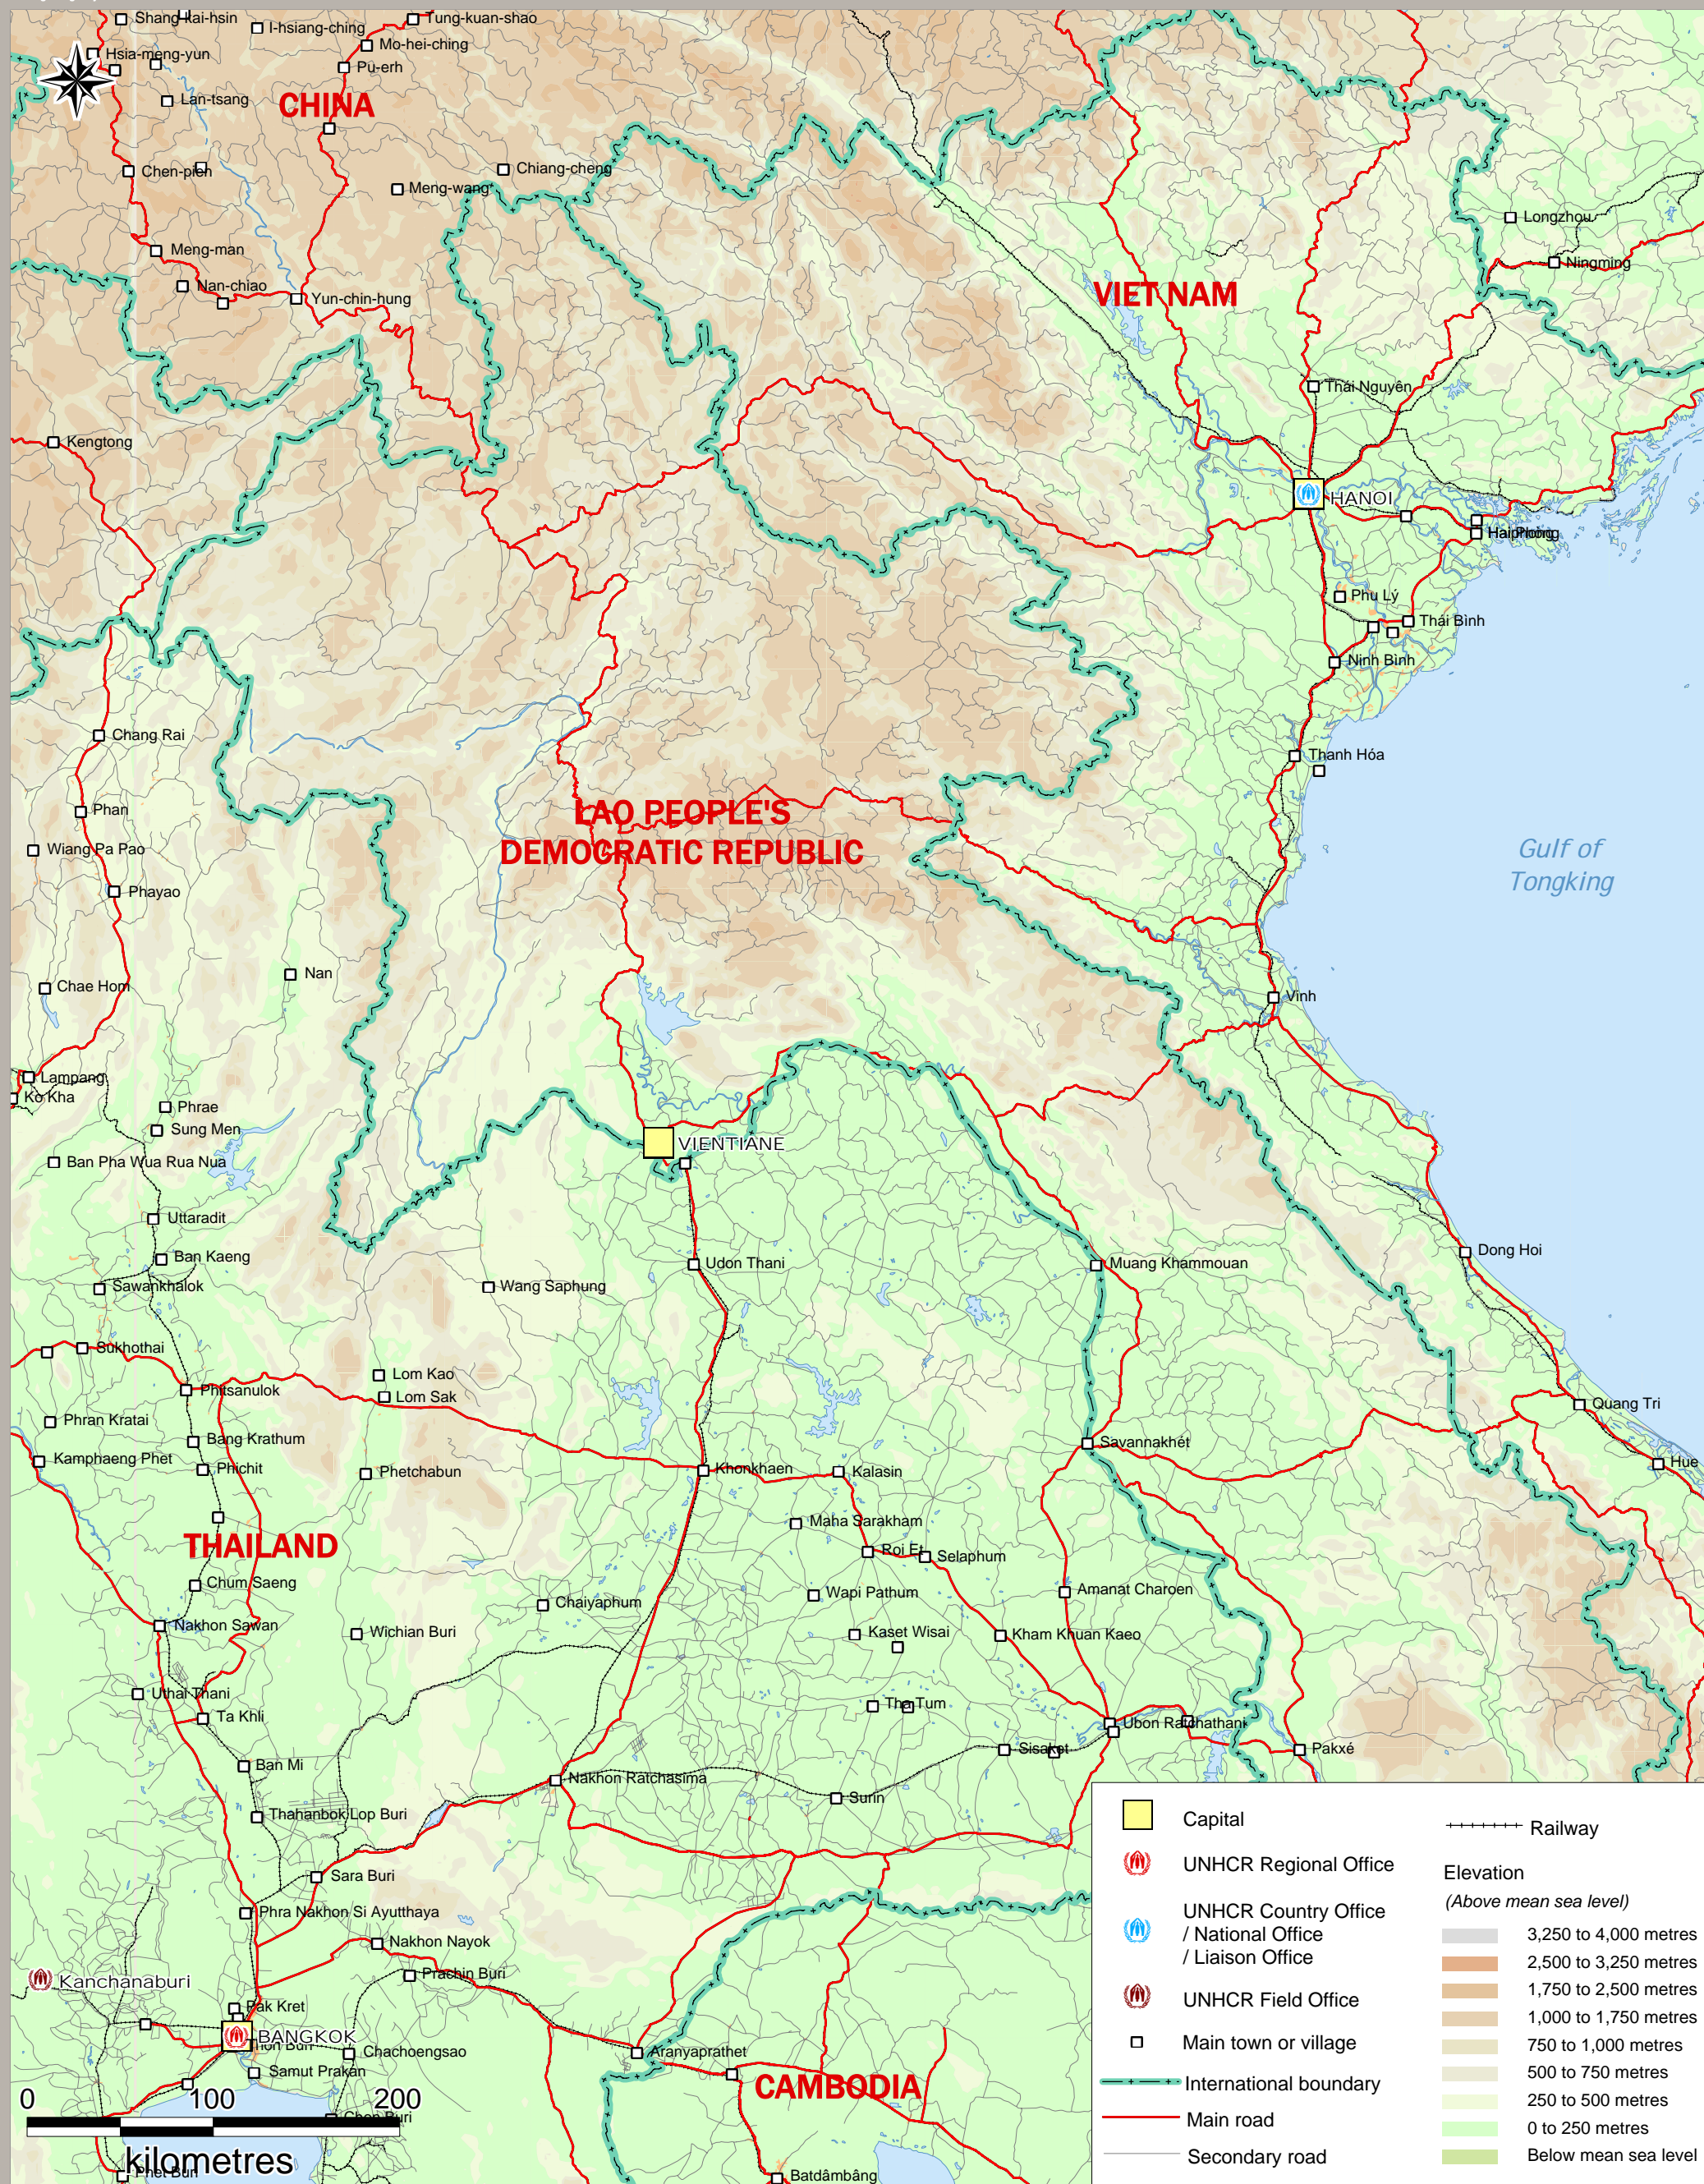 Shang-kai-hsin
Tung-kuan-shao
I-hsiang-ching
Mo-hei-ching
Hsia-meng-yun
Pu-erh
Lan-tsang
CHINA
Chen-pien
Chiang-cheng
Meng-wang
Longzhou
Meng-man
Ningming
Nan-chiao
Yun-chin-hung
VIET NAM
Thái Nguyên
Kengtong
HANOI
Phu Lý
Thái Bình
Ninh Bình
Chang Rai
Thanh Hóa
Phan
LAO PEOPLE'S
DEMOCRATIC REPUBLIC
Wiang Pa Pao
Gulf of
Tongking
Phayao
Nan
Chae Hom
Vinh
Lampang
Ko Kha
Phrae
Sung Men
VIENTIANE
Ban Pha Wua Rua Nua
Uttaradit
Ban Kaeng
Dong Hoi
Udon Thani
Muang Khammouan
Sawankhalok
Wang Saphung
Sukhothai
Lom Kao
Phitsanulok
Lom Sak
Quang Tri
Phran Kratai
Bang Krathum
Savannakhét
Kamphaeng Phet
Phichit
Phetchabun
Khonkhaen
Kalasin
Hue
Maha Sarakham
THAILAND
Roi Et
Selaphum
Chum Saeng
Chaiyaphum
Wapi Pathum
Amanat Charoen
Nakhon Sawan
Wichian Buri
Kaset Wisai
Kham Khuan Kaeo
Uthai Thani
Tha Tum
Ta Khli
Ubon Ratchathani
Sisaket
Pakxé
Ban Mi
Nakhon Ratchasima
Surin
Thahanbok Lop Buri
Sara Buri
Phra Nakhon Si Ayutthaya
Nakhon Nayok
Kanchanaburi
Prachin Buri
Pak Kret
BANGKOK
Chachoengsao
Aranyaprathet
Samut Prakan
CAMBODIA
Chon Buri
Batdâmbâng
0 100 200
kilometres
Capital
UNHCR Regional Office
UNHCR Country Office
/ National Office
/ Liaison Office
UNHCR Field Office
Main town or village
International boundary
Main road
Secondary road
Railway
Elevation
(Above mean sea level)
3,250 to 4,000 metres
2,500 to 3,250 metres
1,750 to 2,500 metres
1,000 to 1,750 metres
750 to 1,000 metres
500 to 750 metres
250 to 500 metres
0 to 250 metres
Below mean sea level